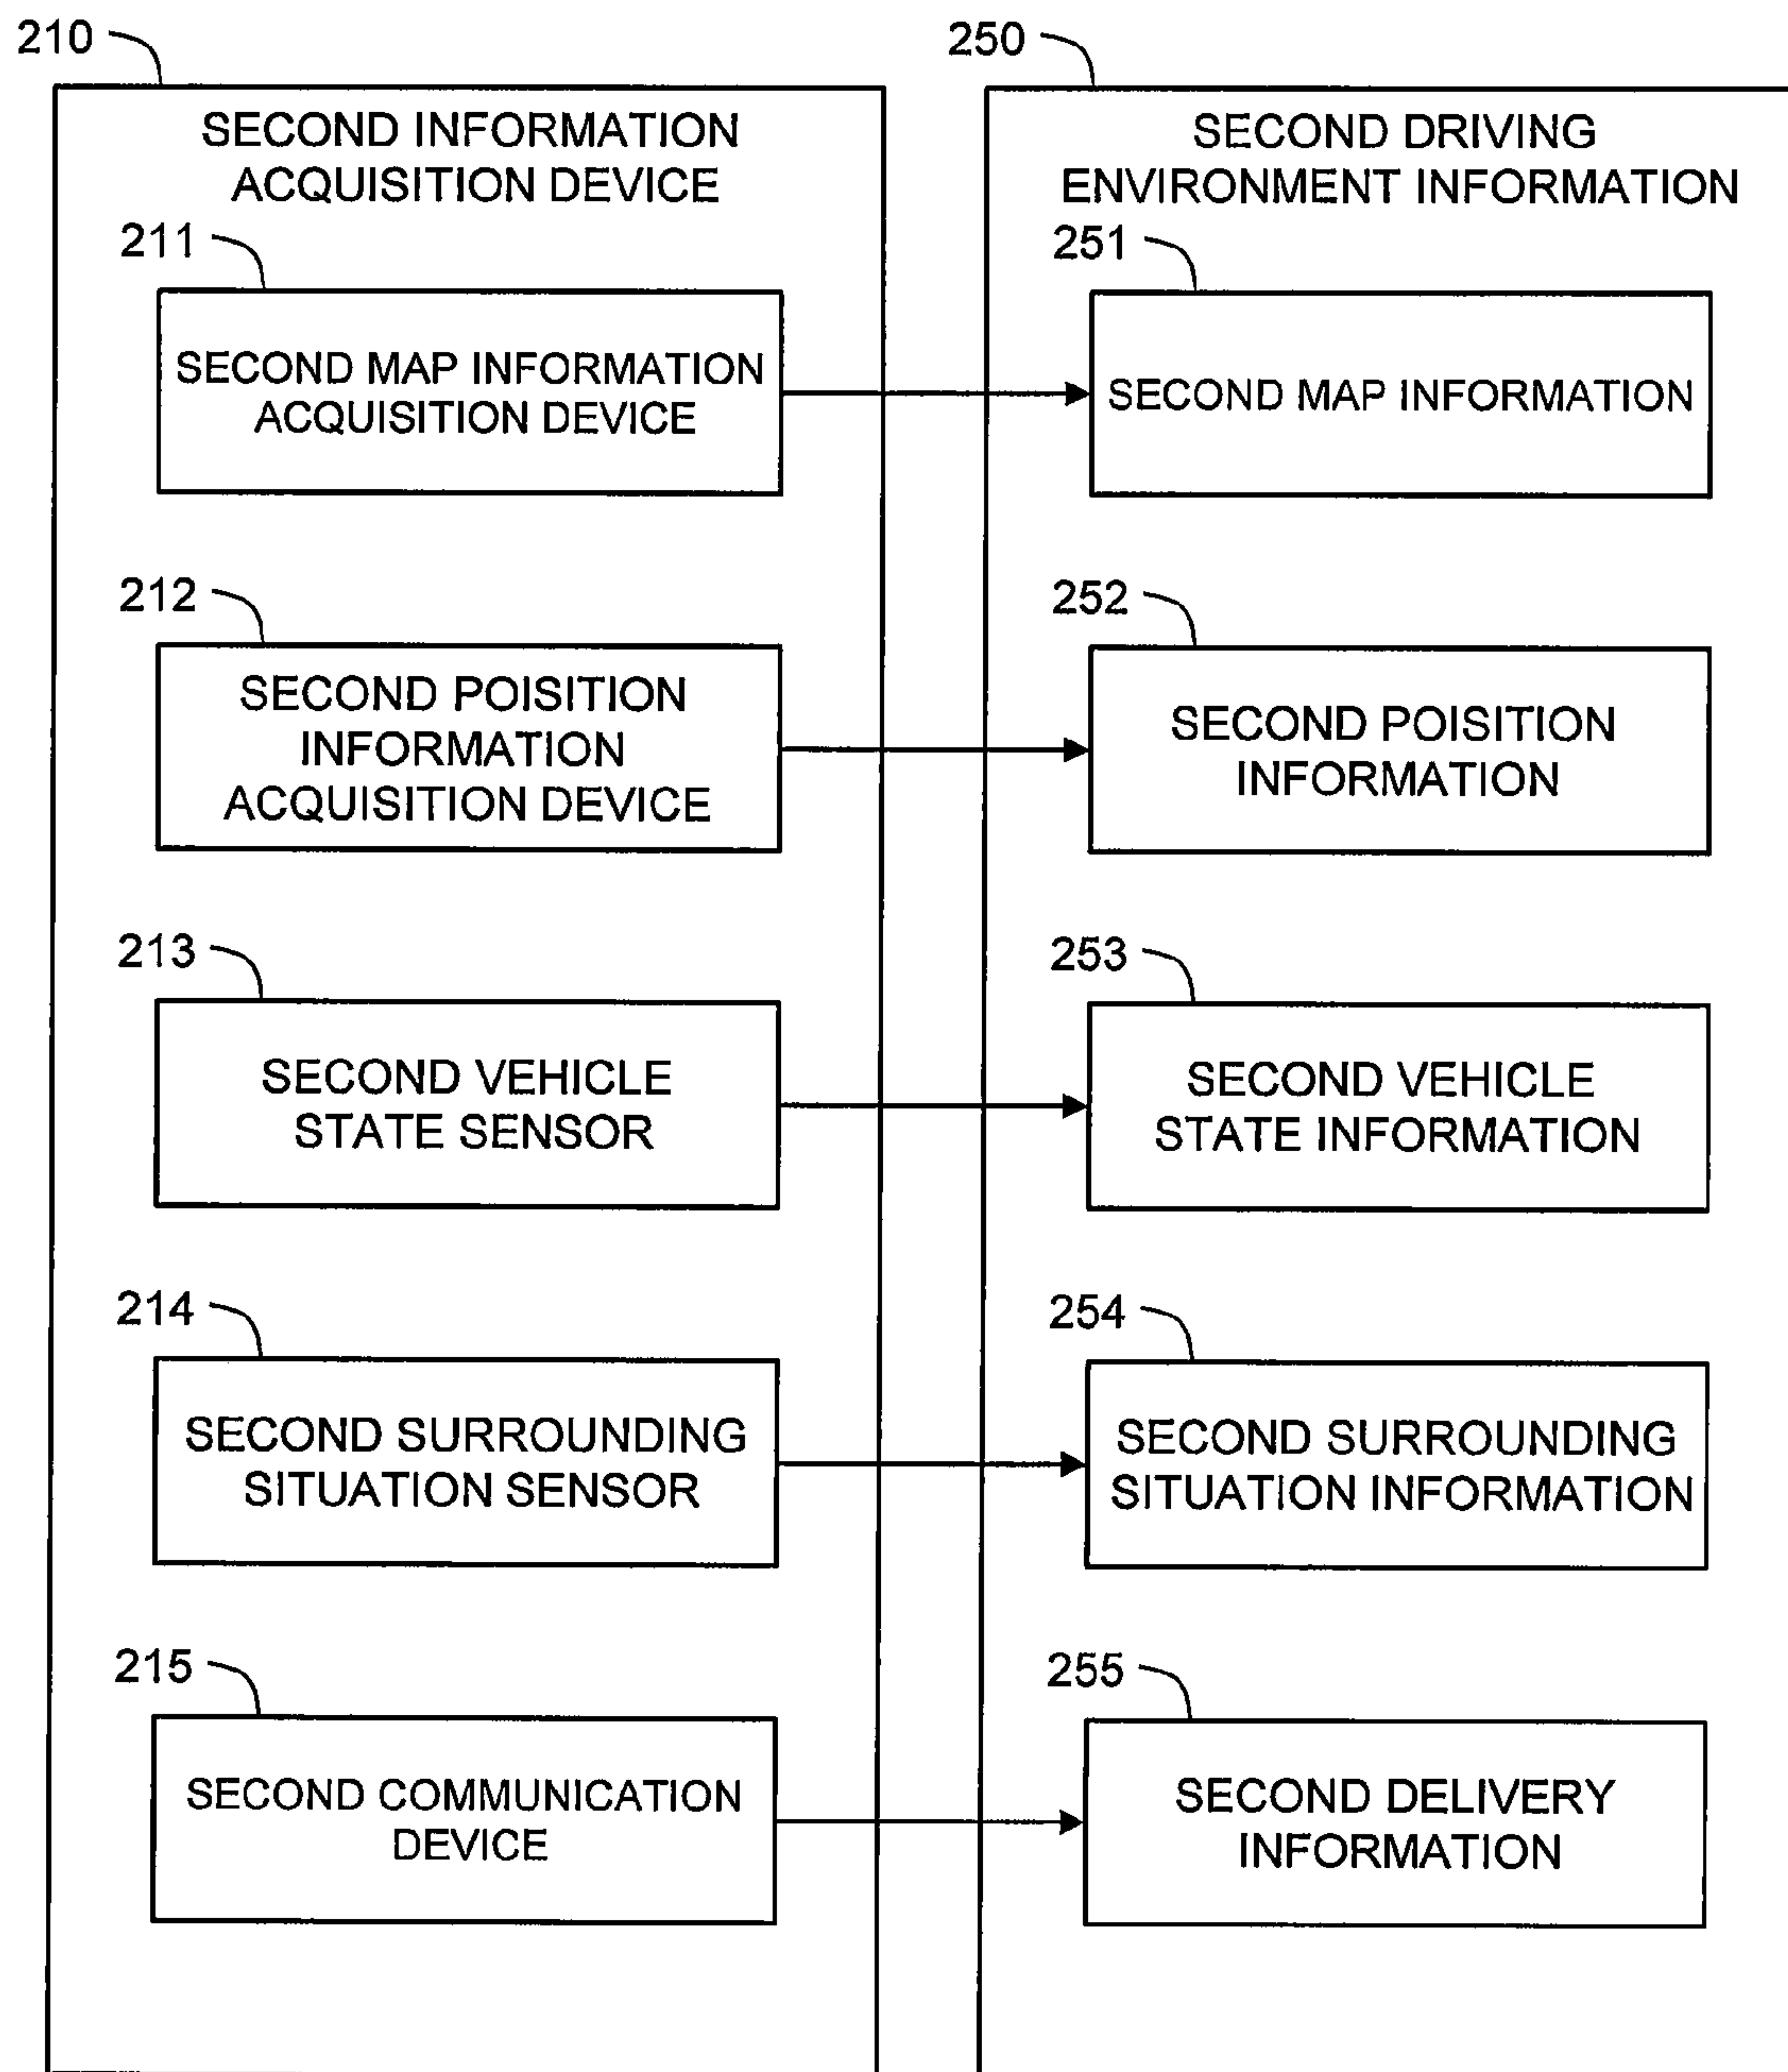 210
SECOND INFORMATION
ACQUISITION DEVICE
211
SECOND MAP INFORMATION
ACQUISITION DEVICE
212
SECOND POISITION
INFORMATION
ACQUISITION DEVICE
213
SECOND VEHICLE
STATE SENSOR
214
SECOND SURROUNDING
SITUATION SENSOR
215
SECOND COMMUNICATION
DEVICE
250
SECOND DRIVING
ENVIRONMENT INFORMATION
251
SECOND MAP INFORMATION
252
SECOND POISITION
INFORMATION
253
SECOND VEHICLE
STATE INFORMATION
254
SECOND SURROUNDING
SITUATION INFORMATION
255
SECOND DELIVERY
INFORMATION